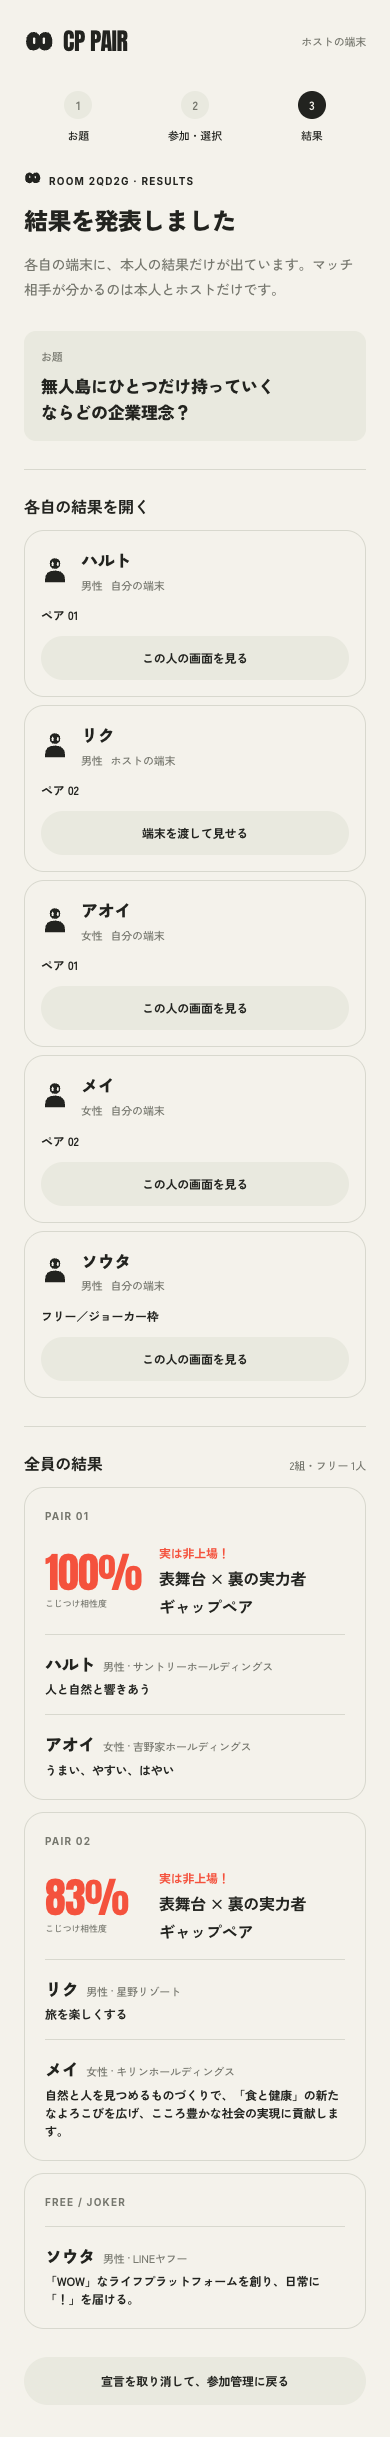 CP PAIR
ホストの端末
1
2
3
お題
参加・選択
結果
ROOM 2QD2G · RESULTS
結果を発表しました
各自の端末に、本人の結果だけが出ています。マッチ
相手が分かるのは本人とホストだけです。
お題
無人島にひとつだけ持っていく
ならどの企業理念？
各自の結果を開く
ハルト
男性 自分の端末
ペア 01
この人の画面を見る
リク
男性 ホストの端末
ペア 02
端末を渡して見せる
アオイ
女性 自分の端末
ペア 01
この人の画面を見る
メイ
女性 自分の端末
ペア 02
この人の画面を見る
ソウタ
男性 自分の端末
フリー／ジョーカー枠
この人の画面を見る
全員の結果
2組・フリー 1人
PAIR 01
100%
こじつけ相性度
実は非上場！
表舞台 × 裏の実力者
ギャップペア
ハルト 男性 · サントリーホールディングス
人と自然と響きあう
アオイ 女性 · 吉野家ホールディングス
うまい、やすい、はやい
PAIR 02
83%
こじつけ相性度
実は非上場！
表舞台 × 裏の実力者
ギャップペア
リク 男性 · 星野リゾート
旅を楽しくする
メイ 女性 · キリンホールディングス
自然と人を見つめるものづくりで、「食と健康」の新た
なよろこびを広げ、こころ豊かな社会の実現に貢献しま
す。
FREE / JOKER
ソウタ 男性 · LINEヤフー
「WOW」なライフプラットフォームを創り、日常に
「！」を届ける。
宣言を取り消して、参加管理に戻る